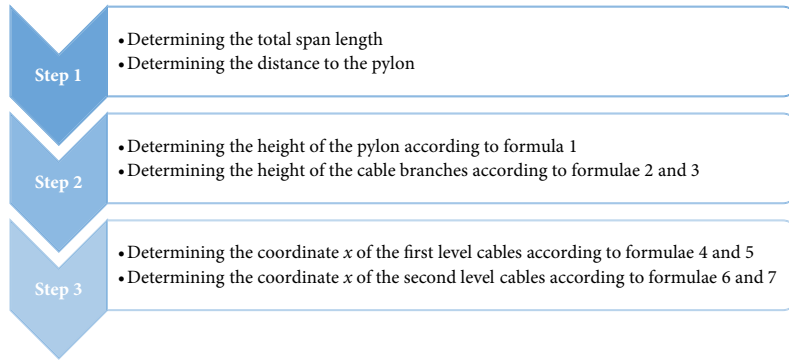 Step 1
• Determining the total span length
• Determining the distance to the pylon
Step 2
• Determining the height of the pylon according to formula 1
• Determining the height of the cable branches according to formulae 2 and 3
Step 3
• Determining the coordinate x of the first level cables according to formulae 4 and 5
• Determining the coordinate x of the second level cables according to formulae 6 and 7